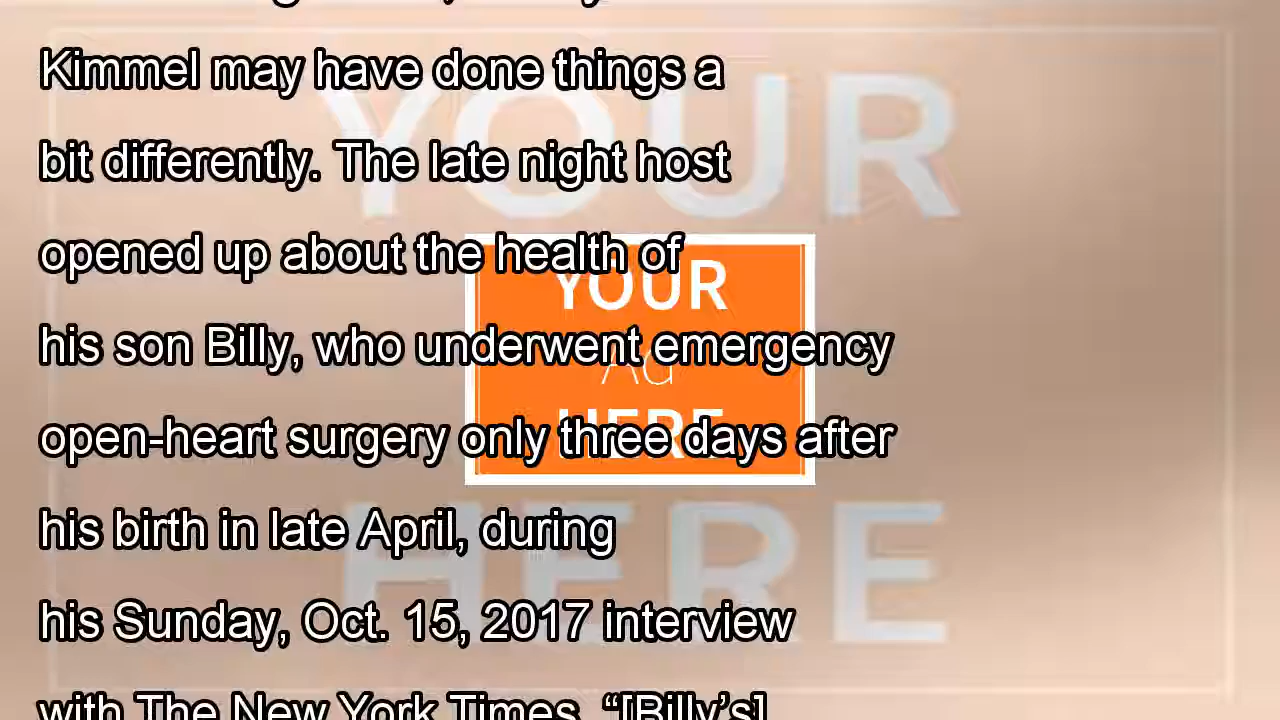 Kimmel may have done things a
bit differently. The late night host
opened up about the health of
his son Billy, who underwent emergency
open-heart surgery only three days after
his birth in late April, during
his Sunday, Oct. 15, 2017 interview
with The New York Times. “[Billy’s]
YOUR
YOUR
Ad
HERE
HERE